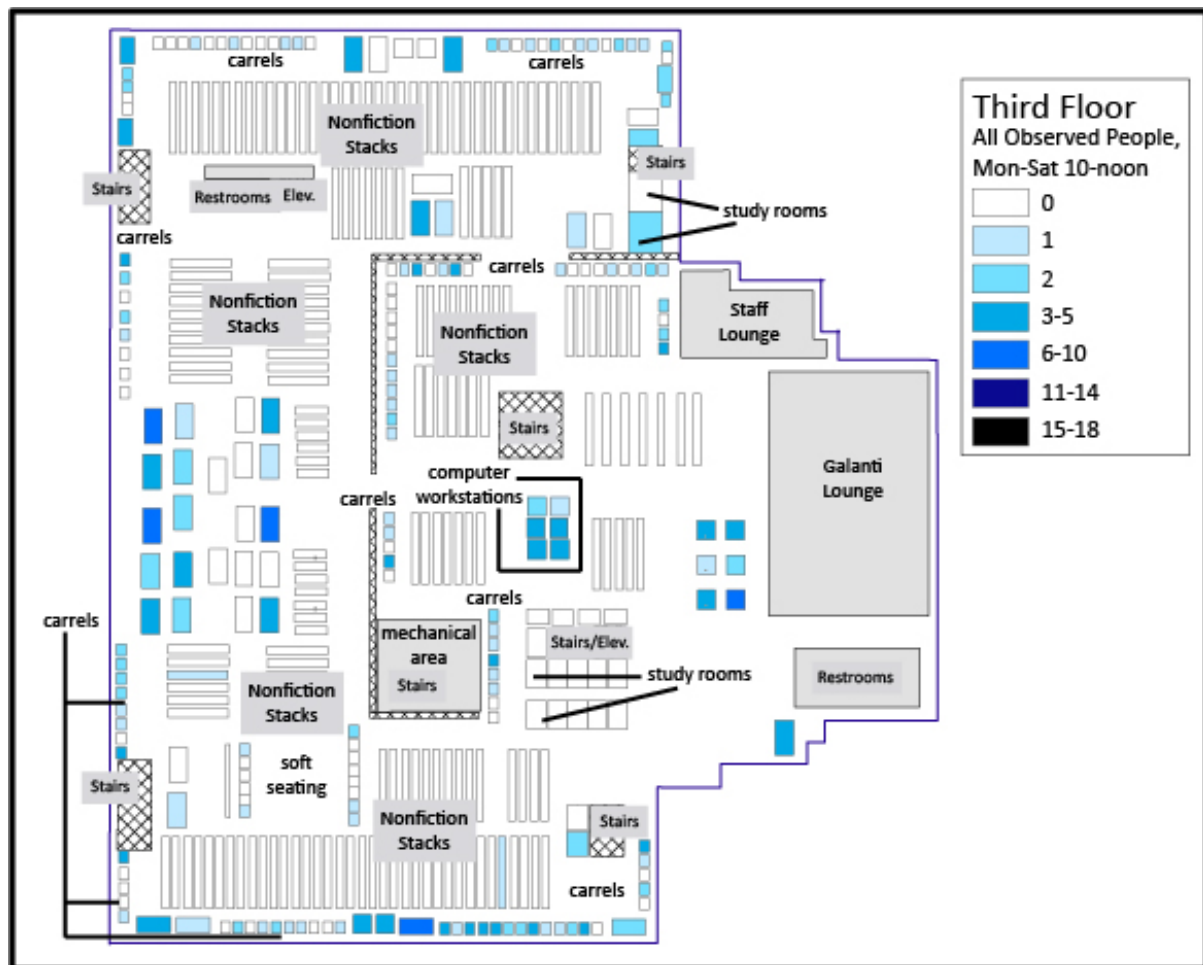 carrels
carrels
Nonfiction
Stacks
Stairs
Restrooms
Elev.
Stairs
study rooms
carrels
carrels
Nonfiction
Stacks
Nonfiction
Stacks
Staff
Lounge
Stairs
computer
workstations
carrels
Galanti
Lounge
carrels
carrels
mechanical
area
Stairs
Stairs/Elev.
study rooms
Restrooms
Nonfiction
Stacks
soft
seating
Stairs
Nonfiction
Stacks
Stairs
carrels
Third Floor
All Observed People,
Mon-Sat 10-noon
0
1
2
3-5
6-10
11-14
15-18